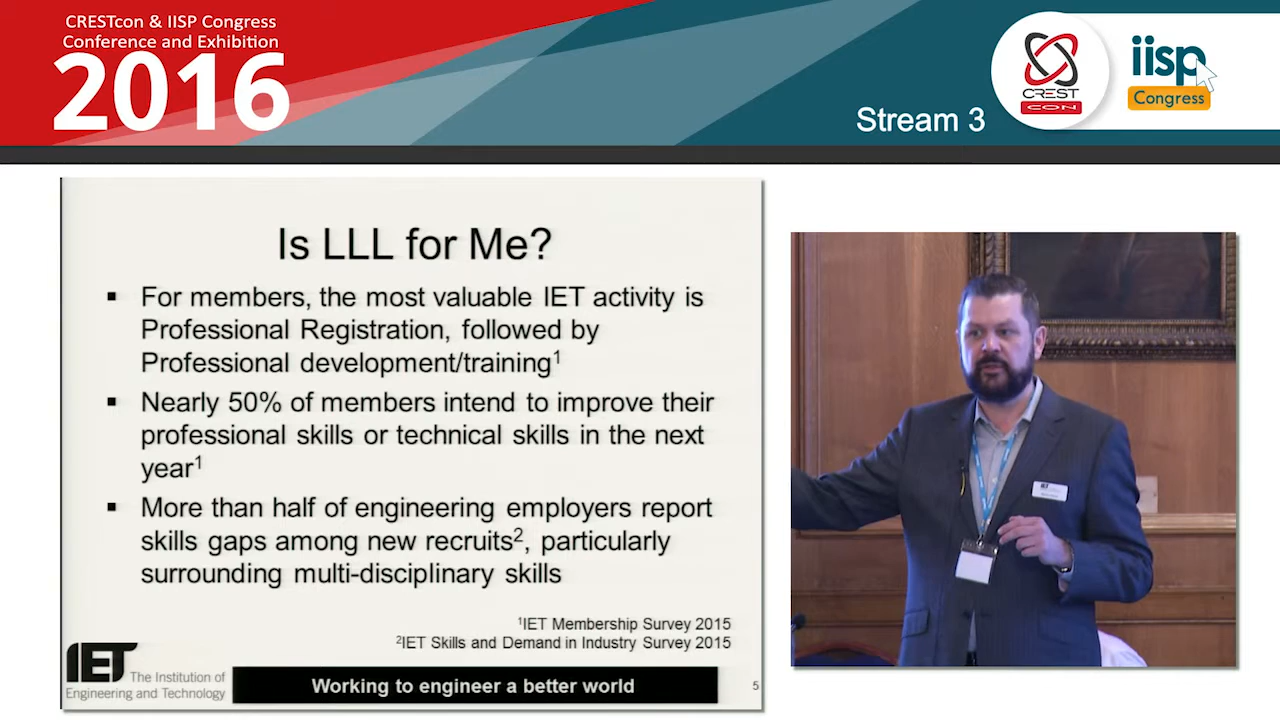 CRESTcon & IISP Congress
Conference and Exhibition
2016
Stream 3
CREST
CON
iisp
Congress
Is LLL for Me?
▪ For members, the most valuable IET activity is
Professional Registration, followed by
Professional development/training¹
▪ Nearly 50% of members intend to improve their
professional skills or technical skills in the next
year¹
▪ More than half of engineering employers report
skills gaps among new recruits², particularly
surrounding multi-disciplinary skills
¹IET Membership Survey 2015
²IET Skills and Demand in Industry Survey 2015
IET The Institution of
Engineering and Technology
Working to engineer a better world
5
IET